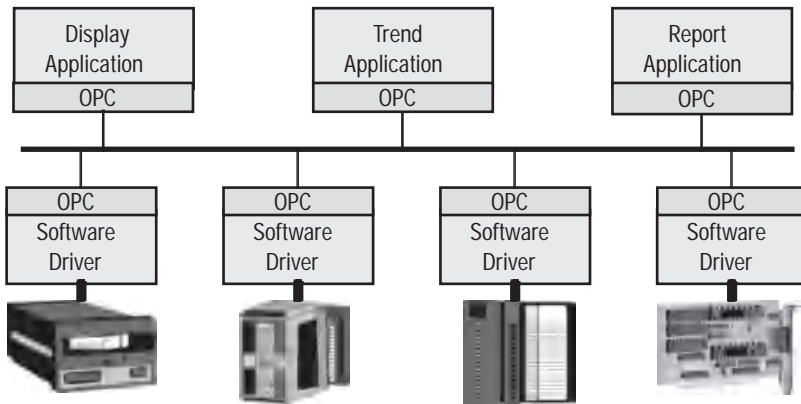 Display
Application
OPC
Trend
Application
OPC
Report
Application
OPC
OPC
Software
Driver
OPC
Software
Driver
OPC
Software
Driver
OPC
Software
Driver